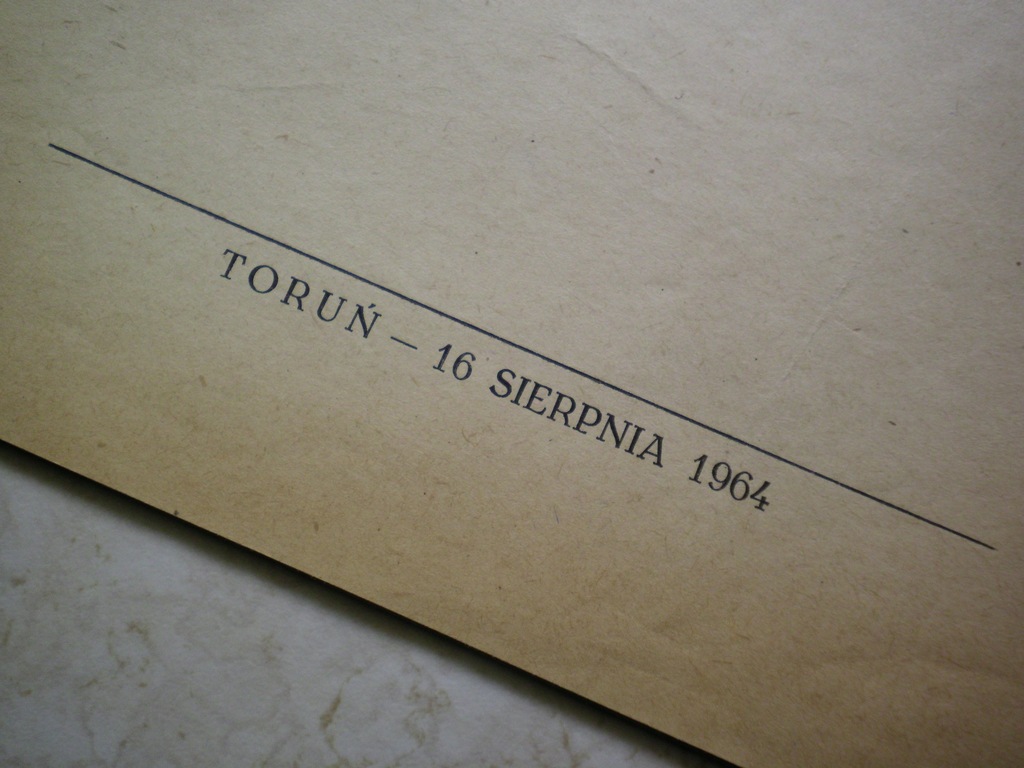 TORUŃ — 16 SIERPNIA 1964